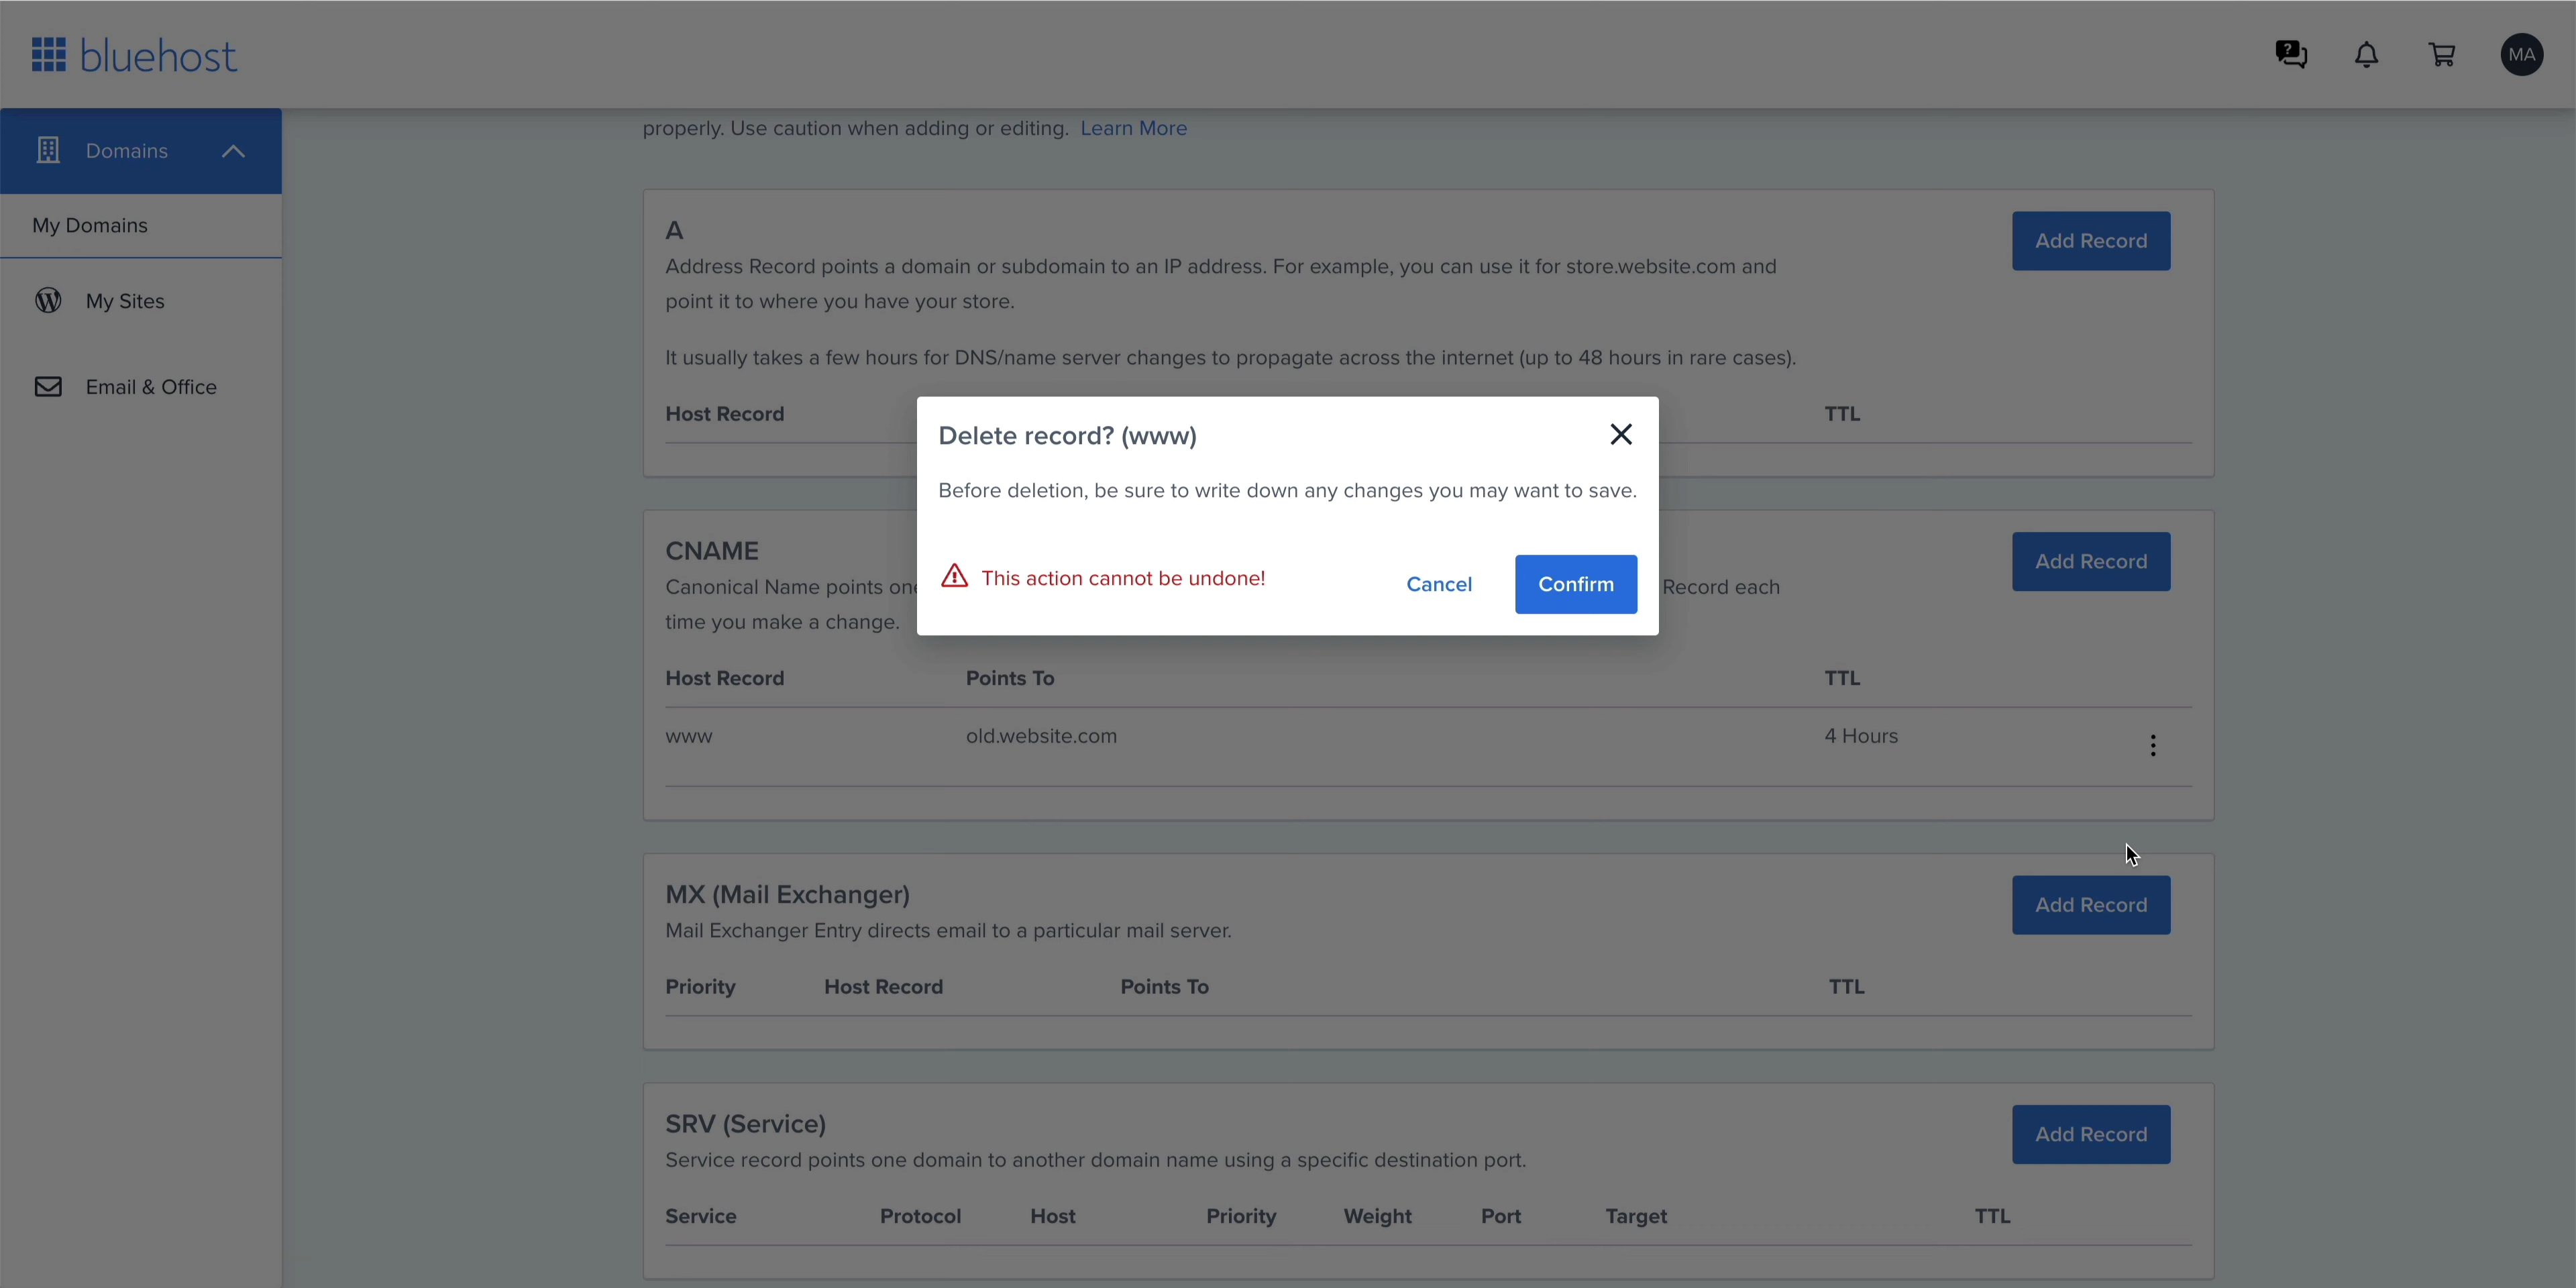 bluehost
MA
Domains
My Domains
My Sites
Email & Office
properly. Use caution when adding or editing. Learn More
A
Add Record
Address Record points a domain or subdomain to an IP address. For example, you can use it for store.website.com and
point it to where you have your store.
It usually takes a few hours for DNS/name server changes to propagate across the internet (up to 48 hours in rare cases).
Host Record TTL
Delete record? (www)
Before deletion, be sure to write down any changes you may want to save.
This action cannot be undone!
Cancel Confirm
CNAME
Add Record
Canonical Name points Record each
time you make a change.
Host Record Points To TTL
www old.website.com 4 Hours
MX (Mail Exchanger)
Add Record
Mail Exchanger Entry directs email to a particular mail server.
Priority Host Record Points To TTL
SRV (Service)
Add Record
Service record points one domain to another domain name using a specific destination port.
Service Protocol Host Priority Weight Port Target TTL